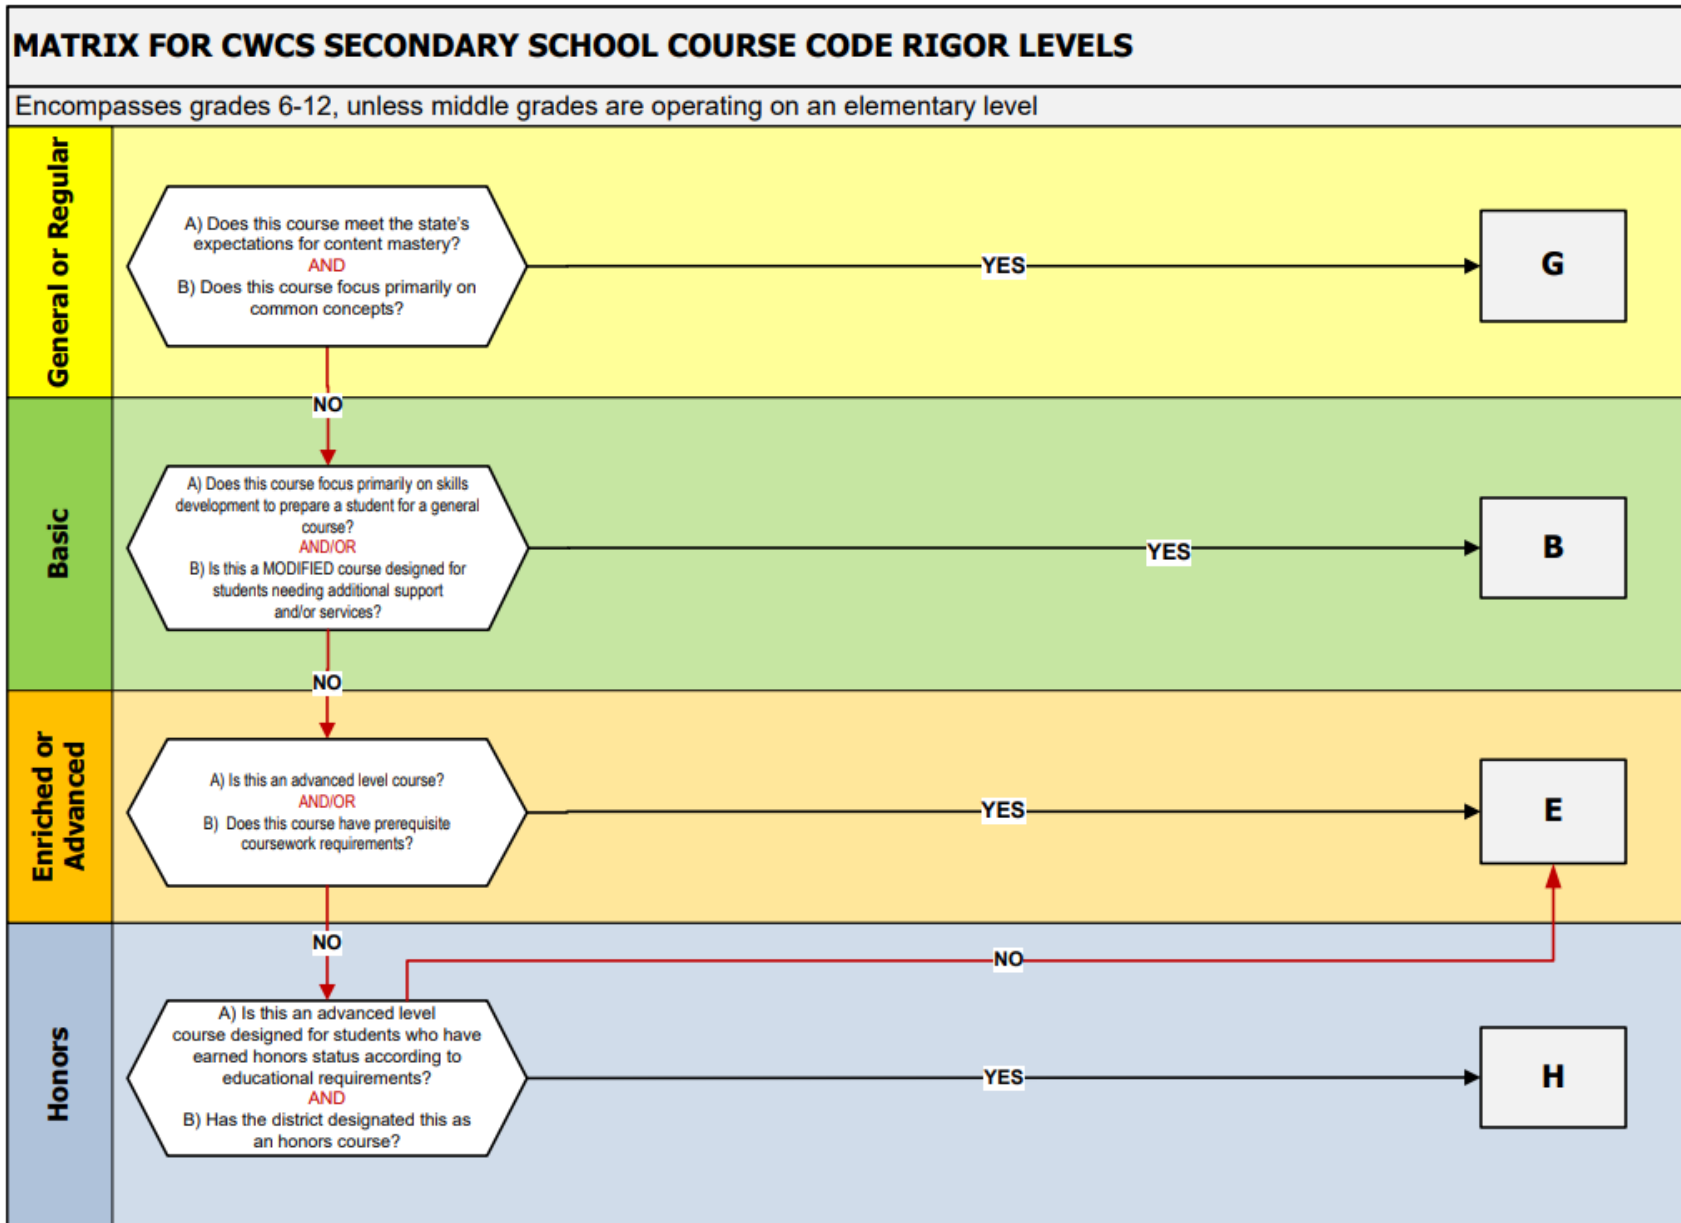 MATRIX FOR CWCS SECONDARY SCHOOL COURSE CODE RIGOR LEVELS
Encompasses grades 6-12, unless middle grades are operating on an elementary level
General or Regular
A) Does this course meet the state's
expectations for content mastery?
AND
B) Does this course focus primarily on
common concepts?
YES
G
NO
Basic
A) Does this course focus primarily on skills
development to prepare a student for a general
course?
AND/OR
B) Is this a MODIFIED course designed for
students needing additional support
and/or services?
YES
B
NO
Enriched or
Advanced
A) Is this an advanced level course?
AND/OR
B) Does this course have prerequisite
coursework requirements?
YES
E
NO
NO
Honors
A) Is this an advanced level
course designed for students who have
earned honors status according to
educational requirements?
AND
B) Has the district designated this as
an honors course?
YES
H